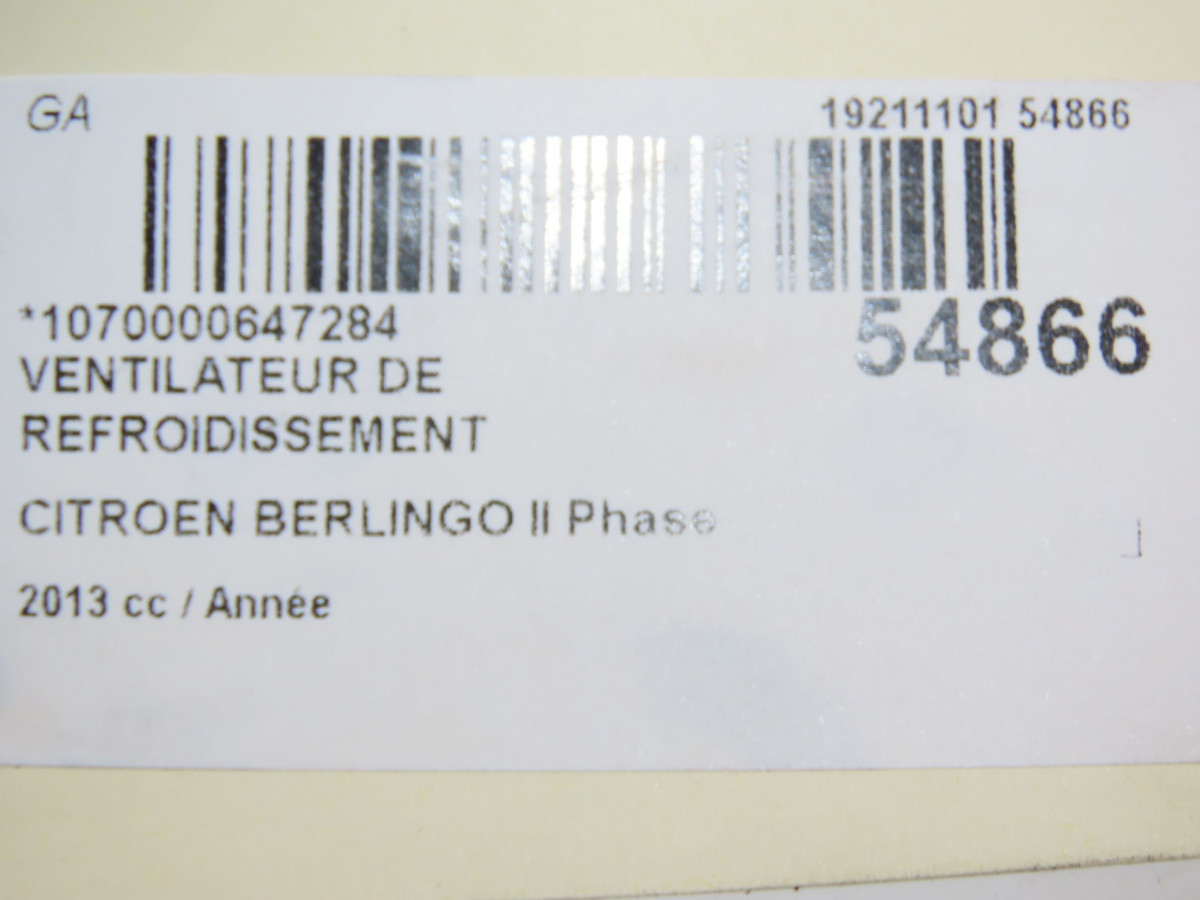 GA
19211101 54866
*1070000647284
54866
VENTILATEUR DE
REFROIDISSEMENT
CITROEN BERLINGO II Phase
2013 cc / Année